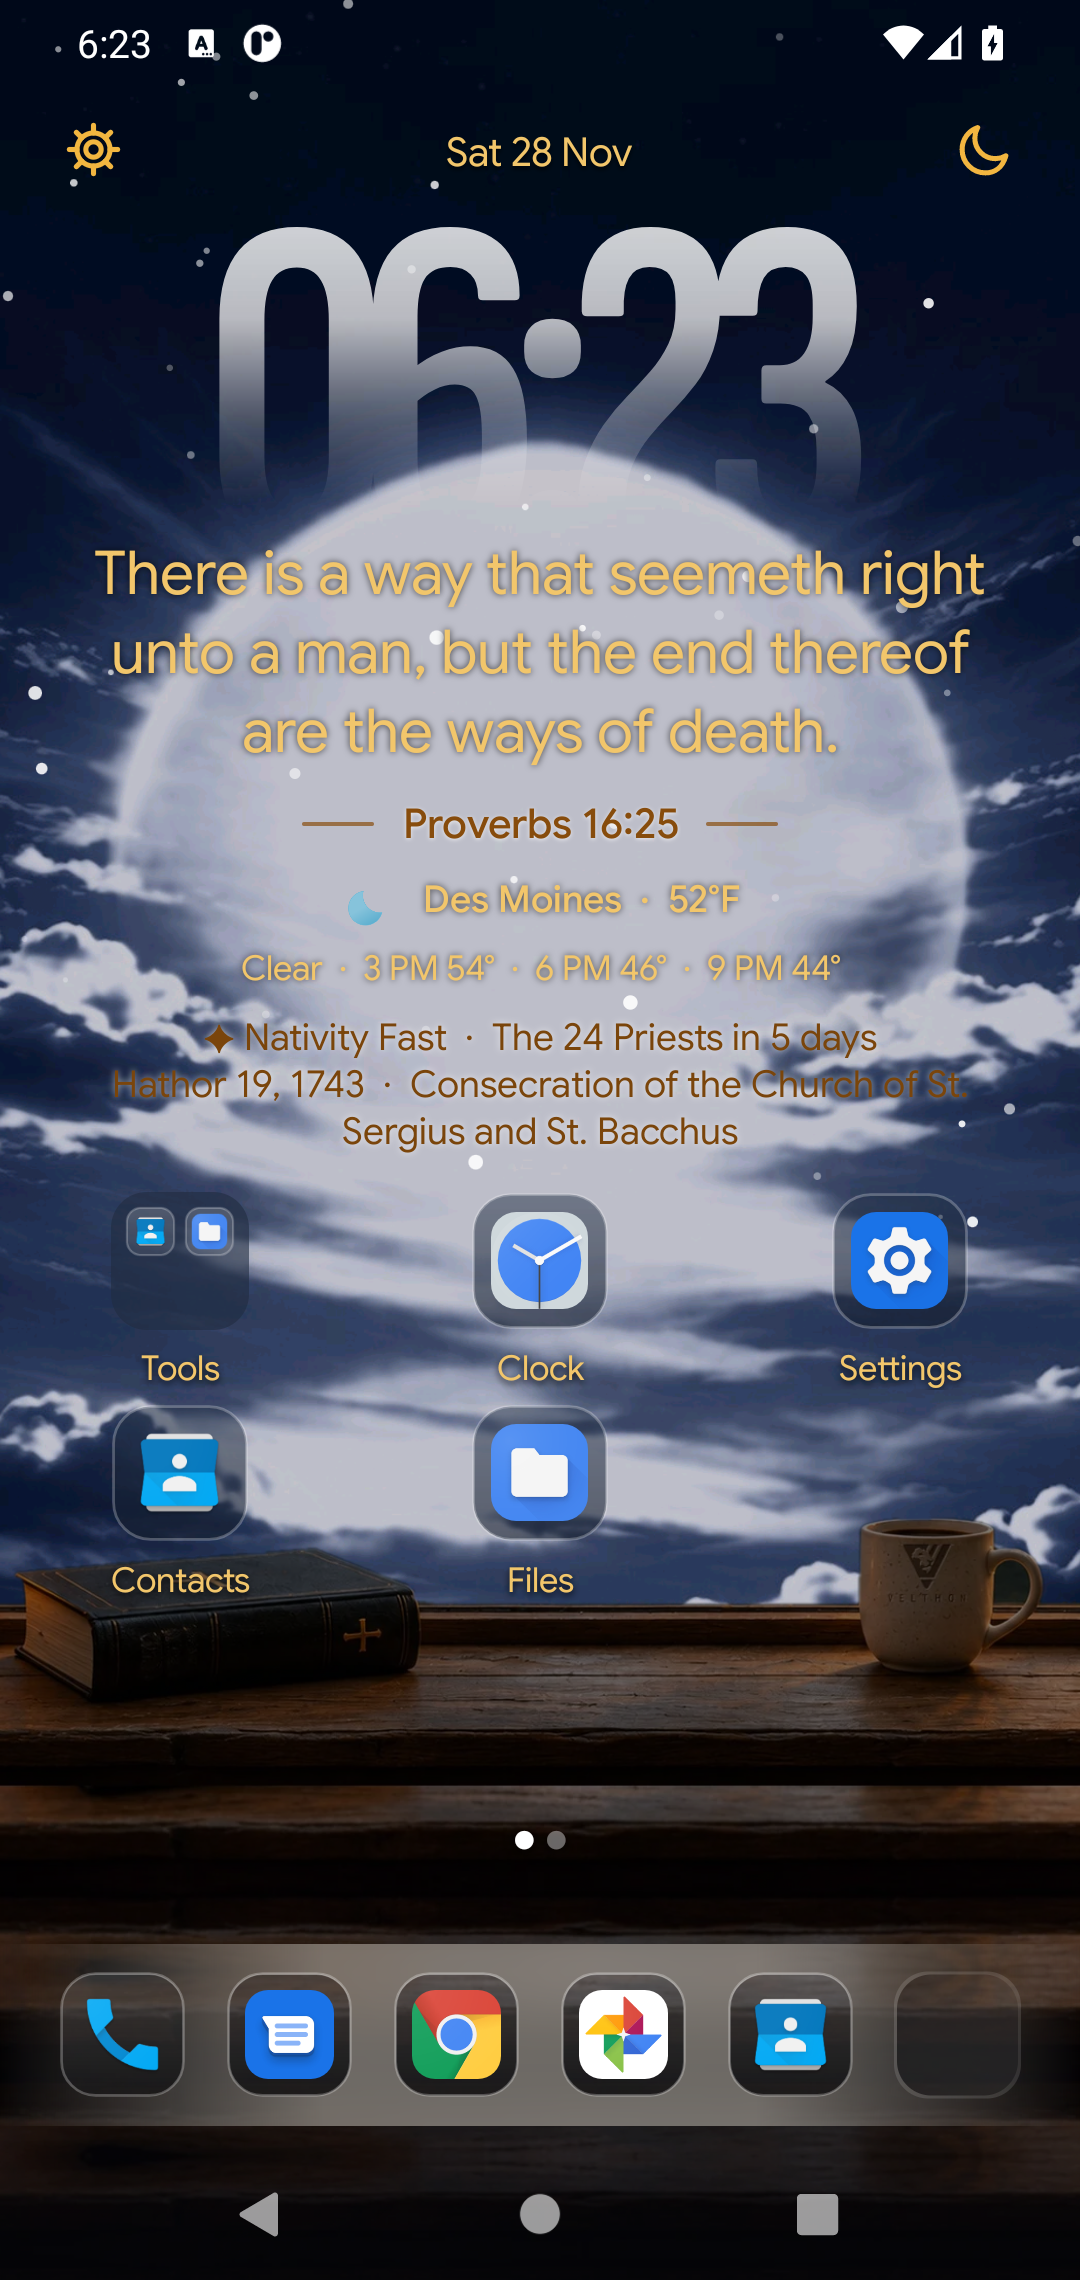 6:23
Sat 28 Nov
06:23
There is a way that seemeth right
unto a man, but the end thereof
are the ways of death.
Proverbs 16:25
Des Moines · 52°F
Clear · 3 PM 54° · 6 PM 46° · 9 PM 44°
✦ Nativity Fast · The 24 Priests in 5 days
Hathor 19, 1743 · Consecration of the Church of St.
Sergius and St. Bacchus
Tools
Clock
Settings
Contacts
Files
VELTHON